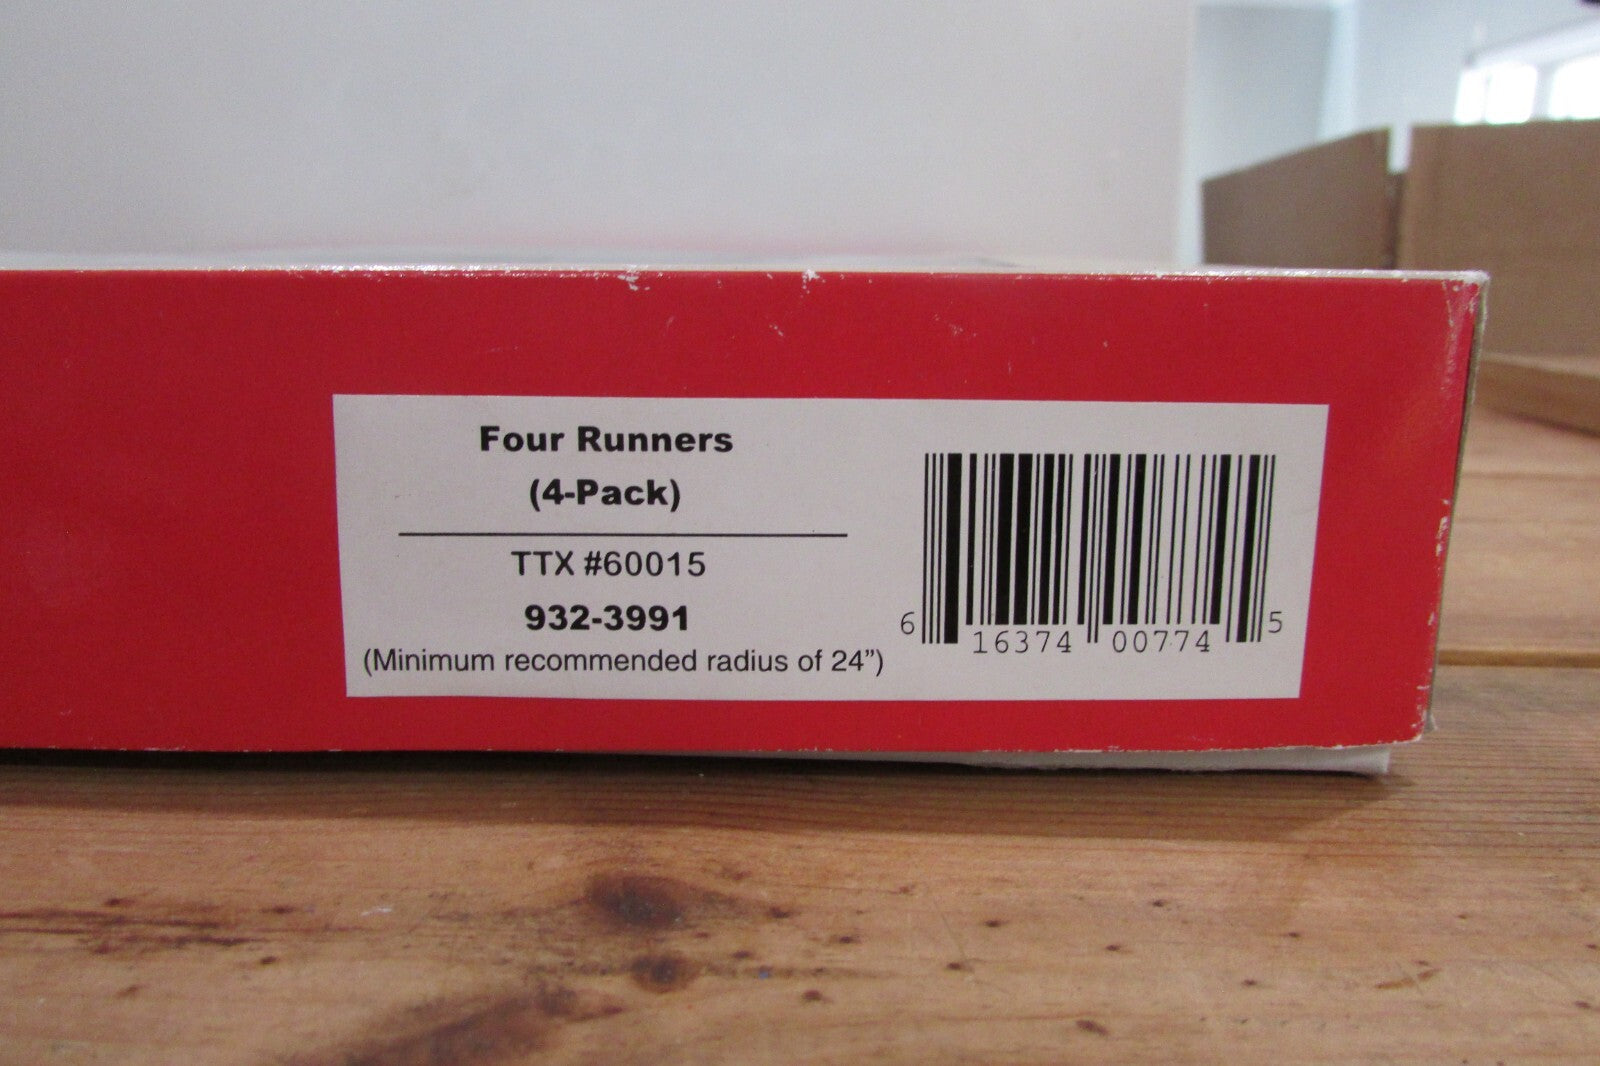 Four Runners
(4-Pack)
TTX #60015
932-3991
(Minimum recommended radius of 24”)
6 16374 00774 5